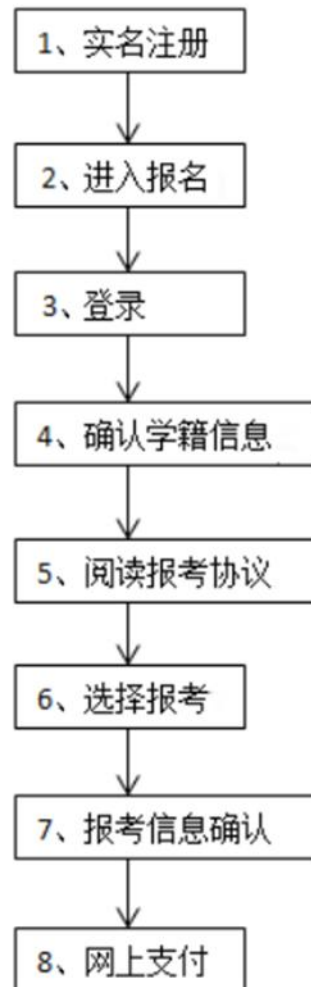 1、实名注册
2、进入报名
3、登录
4、确认学籍信息
5、阅读报考协议
6、选择报考
7、报考信息确认
8、网上支付